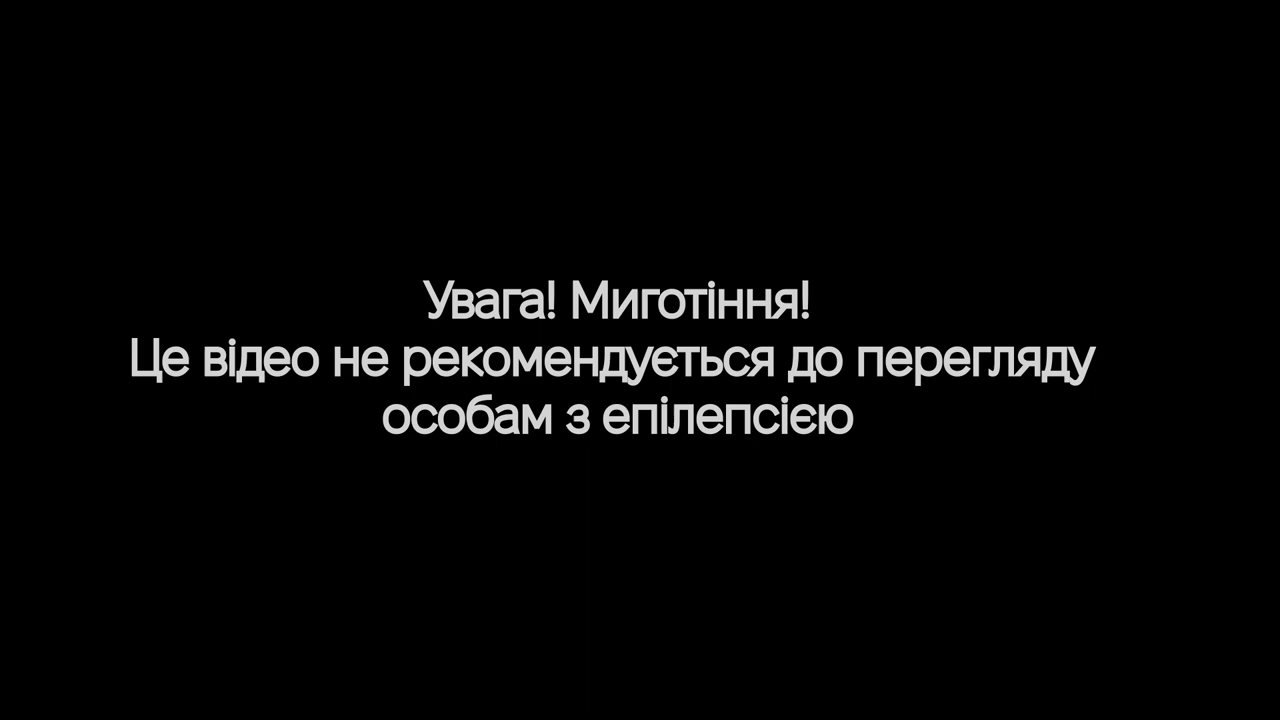 Увага! Миготіння!
Це відео не рекомендується до перегляду
особам з епілепсією